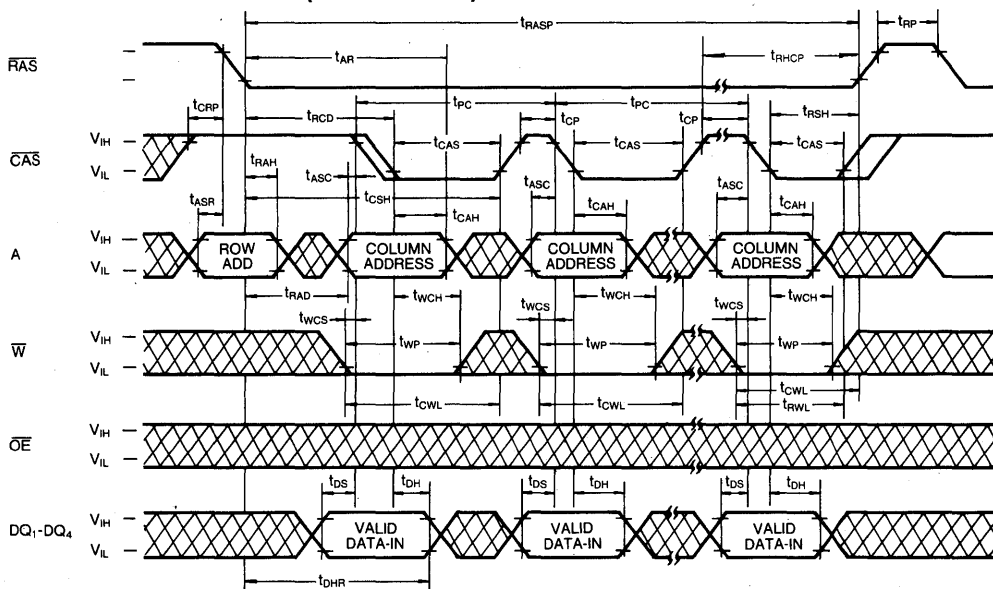 tRASP
tRP
RAS
tAR
tRHCP
tCRP
tRCD
tPC
tPC
tCP
tCP
tRSH
CAS
VIH
VIL
tCAS
tCAS
tCAS
tRAH
tASC
tCSH
tASC
tASC
tASR
tCAH
tCAH
tCAH
A
VIH
VIL
ROW ADD
COLUMN ADDRESS
COLUMN ADDRESS
COLUMN ADDRESS
tRAD
tWCH
tWCH
tWCH
tWCS
tWCS
tWCS
W
VIH
VIL
tWP
tWP
tWP
tCWL
tCWL
tCWL
tRWL
OE
VIH
VIL
tDS
tDH
tDS
tDH
tDS
tDH
DQ1-DQ4
VIH
VIL
VALID DATA-IN
VALID DATA-IN
VALID DATA-IN
tDHR